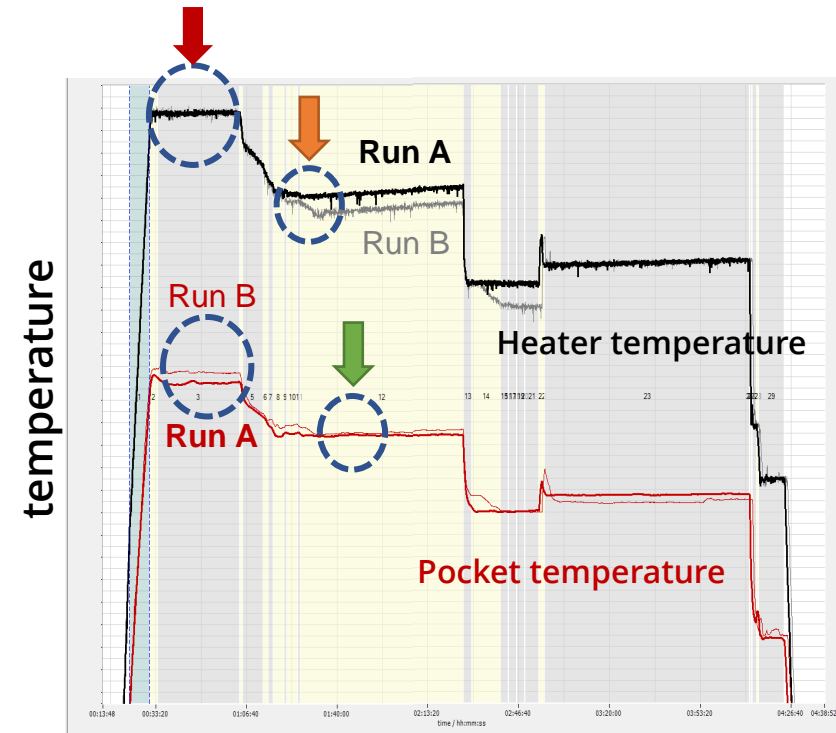 Run A
Run B
temperature
Run B
Heater temperature
1 2 3 5 6 7 8 9 10 11 12 13 14 22 23 29
Run A
Pocket temperature
00:13:48 00:33:20 01:06:40 01:40:00 02:13:20 02:46:40 03:20:00 03:53:20 04:26:40 04:38:52
time / hh:mm:ss